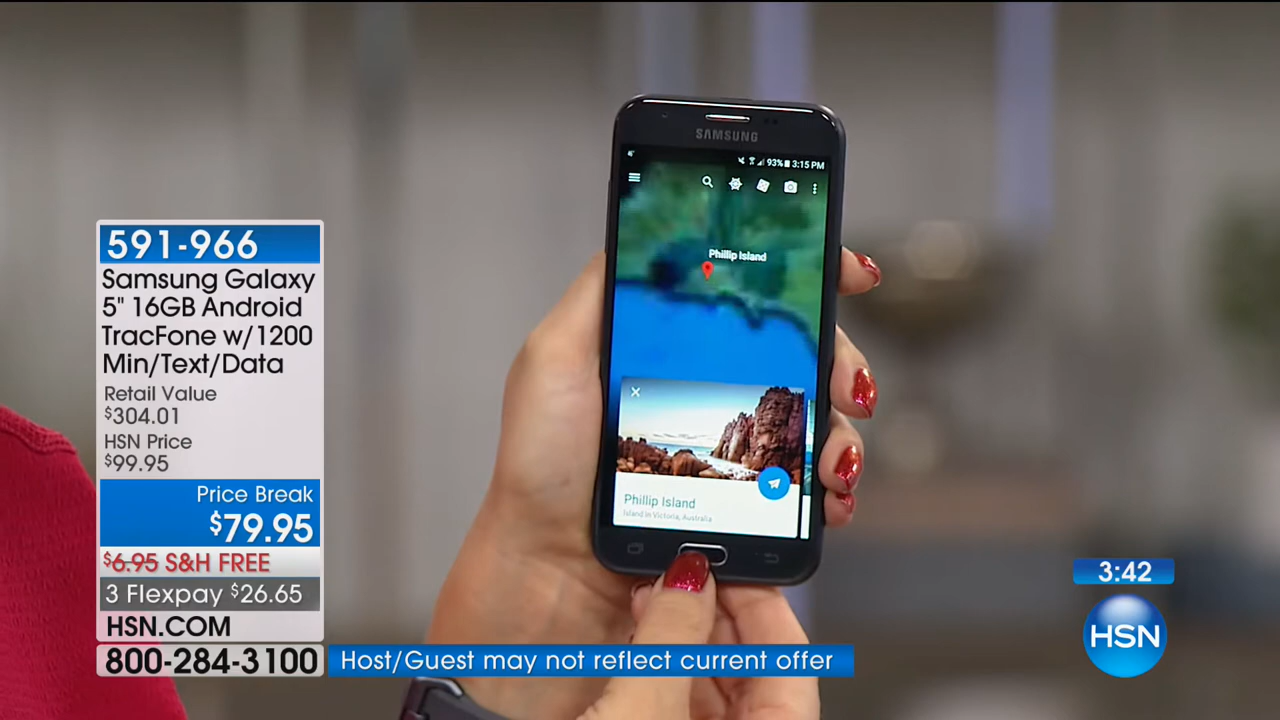 591-966
Samsung Galaxy
5" 16GB Android
TracFone w/1200
Min/Text/Data
Retail Value
$304.01
HSN Price
$99.95
Price Break
$79.95
$6.95 S&H FREE
3 Flexpay $26.65
HSN.COM
800-284-3100
Host/Guest may not reflect current offer
SAMSUNG
93% 3:15 PM
Phillip Island
Phillip Island
Island in Victoria, Australia
3:42
HSN